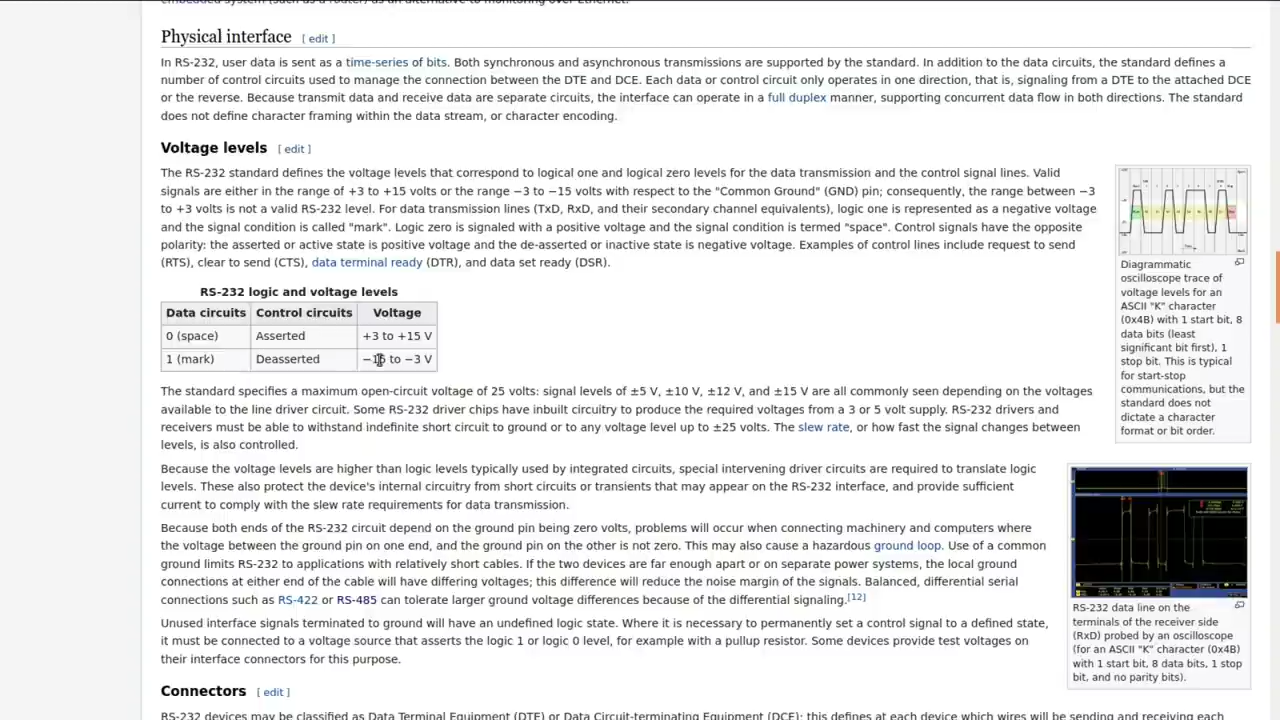 embedded system (such as a router) as an alternative to monitoring over Ethernet.
Physical interface [ edit ]
In RS-232, user data is sent as a time-series of bits. Both synchronous and asynchronous transmissions are supported by the standard. In addition to the data circuits, the standard defines a
number of control circuits used to manage the connection between the DTE and DCE. Each data or control circuit only operates in one direction, that is, signaling from a DTE to the attached DCE
or the reverse. Because transmit data and receive data are separate circuits, the interface can operate in a full duplex manner, supporting concurrent data flow in both directions. The standard
does not define character framing within the data stream, or character encoding.
Voltage levels [ edit ]
The RS-232 standard defines the voltage levels that correspond to logical one and logical zero levels for the data transmission and the control signal lines. Valid
signals are either in the range of +3 to +15 volts or the range −3 to −15 volts with respect to the "Common Ground" (GND) pin; consequently, the range between −3
to +3 volts is not a valid RS-232 level. For data transmission lines (TxD, RxD, and their secondary channel equivalents), logic one is represented as a negative voltage
and the signal condition is called "mark". Logic zero is signaled with a positive voltage and the signal condition is termed "space". Control signals have the opposite
polarity: the asserted or active state is positive voltage and the de-asserted or inactive state is negative voltage. Examples of control lines include request to send
(RTS), clear to send (CTS), data terminal ready (DTR), and data set ready (DSR).
RS-232 logic and voltage levels
Data circuits Control circuits Voltage
0 (space) Asserted +3 to +15 V
1 (mark) Deasserted −15 to −3 V
The standard specifies a maximum open-circuit voltage of 25 volts: signal levels of ±5 V, ±10 V, ±12 V, and ±15 V are all commonly seen depending on the voltages
available to the line driver circuit. Some RS-232 driver chips have inbuilt circuitry to produce the required voltages from a 3 or 5 volt supply. RS-232 drivers and
receivers must be able to withstand indefinite short circuit to ground or to any voltage level up to ±25 volts. The slew rate, or how fast the signal changes between
levels, is also controlled.
Because the voltage levels are higher than logic levels typically used by integrated circuits, special intervening driver circuits are required to translate logic
levels. These also protect the device's internal circuitry from short circuits or transients that may appear on the RS-232 interface, and provide sufficient
current to comply with the slew rate requirements for data transmission.
Because both ends of the RS-232 circuit depend on the ground pin being zero volts, problems will occur when connecting machinery and computers where
the voltage between the ground pin on one end, and the ground pin on the other is not zero. This may also cause a hazardous ground loop. Use of a common
ground limits RS-232 to applications with relatively short cables. If the two devices are far enough apart or on separate power systems, the local ground
connections at either end of the cable will have differing voltages; this difference will reduce the noise margin of the signals. Balanced, differential serial
connections such as RS-422 or RS-485 can tolerate larger ground voltage differences because of the differential signaling.[12]
Unused interface signals terminated to ground will have an undefined logic state. Where it is necessary to permanently set a control signal to a defined state,
it must be connected to a voltage source that asserts the logic 1 or logic 0 level, for example with a pullup resistor. Some devices provide test voltages on
their interface connectors for this purpose.
Connectors [ edit ]
RS-232 devices may be classified as Data Terminal Equipment (DTE) or Data Circuit-terminating Equipment (DCE); this defines at each device which wires will be sending and receiving each
Diagrammatic
oscilloscope trace of
voltage levels for an
ASCII "K" character
(0x4B) with 1 start bit, 8
data bits (least
significant bit first), 1
stop bit. This is typical
for start-stop
communications, but the
standard does not
dictate a character
format or bit order.
RS-232 data line on the
terminals of the receiver
side (RxD) probed by an oscilloscope
(for an ASCII "K" character (0x4B)
with 1 start bit, 8 data bits, 1 stop
bit, and no parity bits).